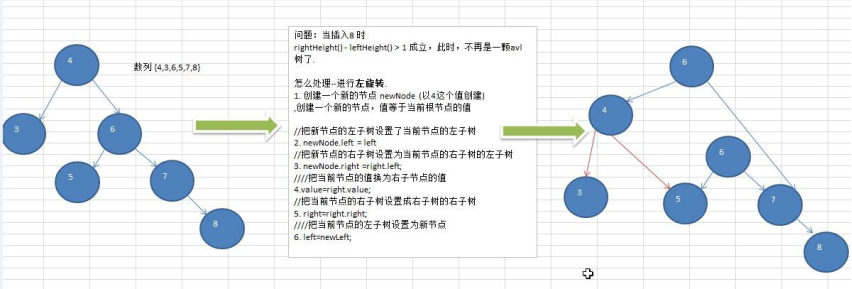 4
数列 {4,3,6,5,7,8}
3
6
5
7
8
问题：当插入8 时
rightHeight() - leftHeight() > 1 成立，此时，不再是一颗avl
树了.
怎么处理--进行左旋转.
1. 创建一个新的节点 newNode (以4这个值创建)
,创建一个新的节点，值等于当前根节点的值
//把新节点的左子树设置了当前节点的左子树
2. newNode.left = left
//把新节点的右子树设置为当前节点的右子树的左子树
3. newNode.right =right.left;
////把当前节点的值换为右子节点的值
4.value=right.value;
//把当前节点的右子树设置成右子树的右子树
5. right=right.right;
////把当前节点的左子树设置为新节点
6. left=newLeft;
6
4
6
3
5
7
8